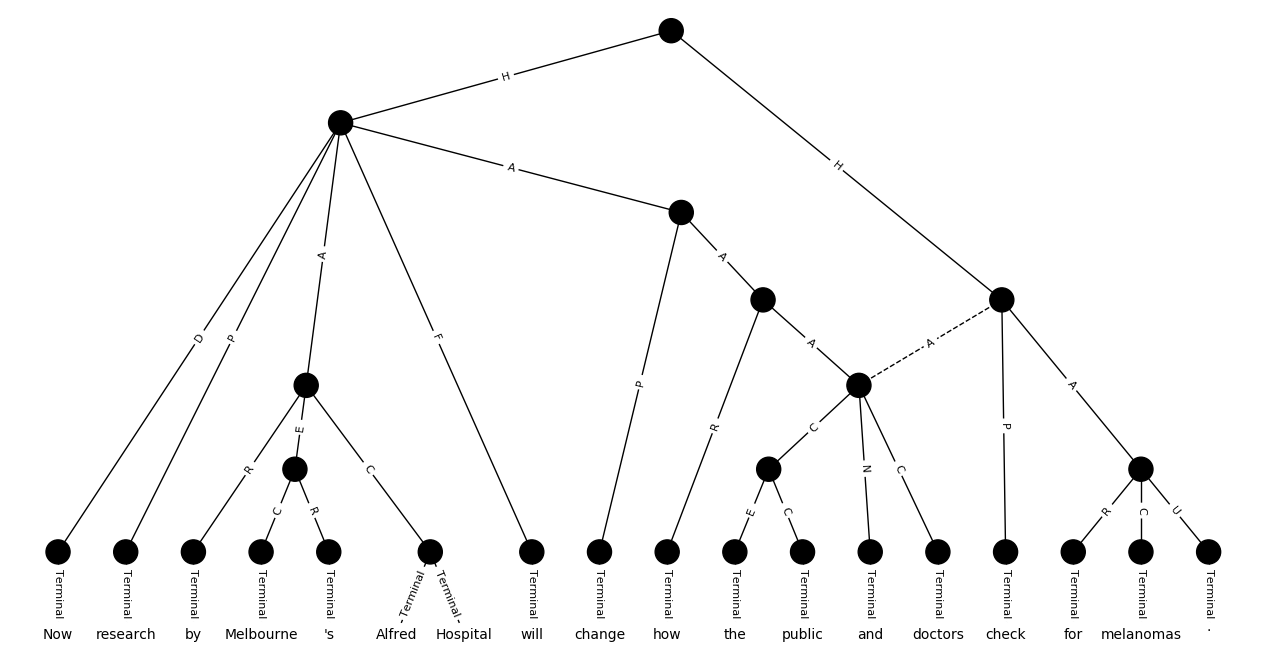 H
H
A
D
P
A
F
A
A
A
P
E
R
C
C
R
R
C
N
C
P
A
E
C
C
R
R
C
U
Terminal Terminal Terminal Terminal Terminal Terminal Terminal Terminal Terminal Terminal Terminal Terminal Terminal Terminal Terminal Terminal Terminal Terminal
Now research by Melbourne 's Alfred Hospital will change how the public and doctors check for melanomas .